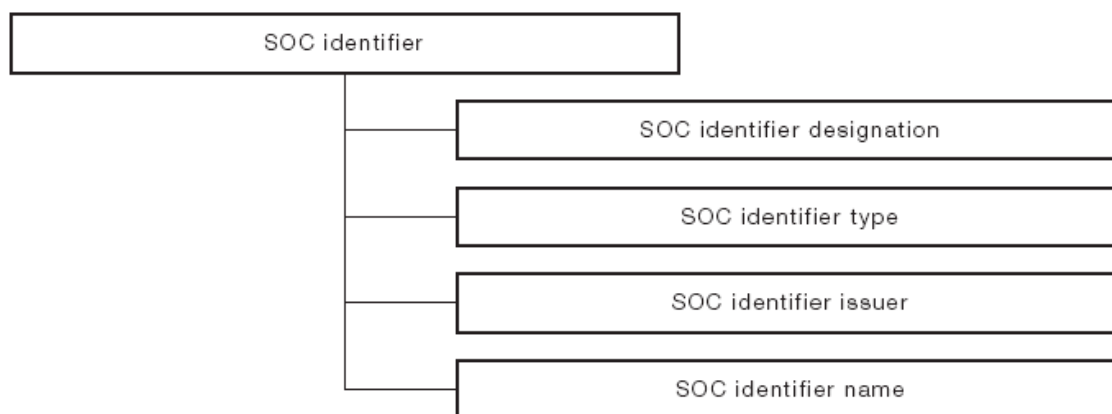 SOC identifier
SOC identifier designation
SOC identifier type
SOC identifier issuer
SOC identifier name